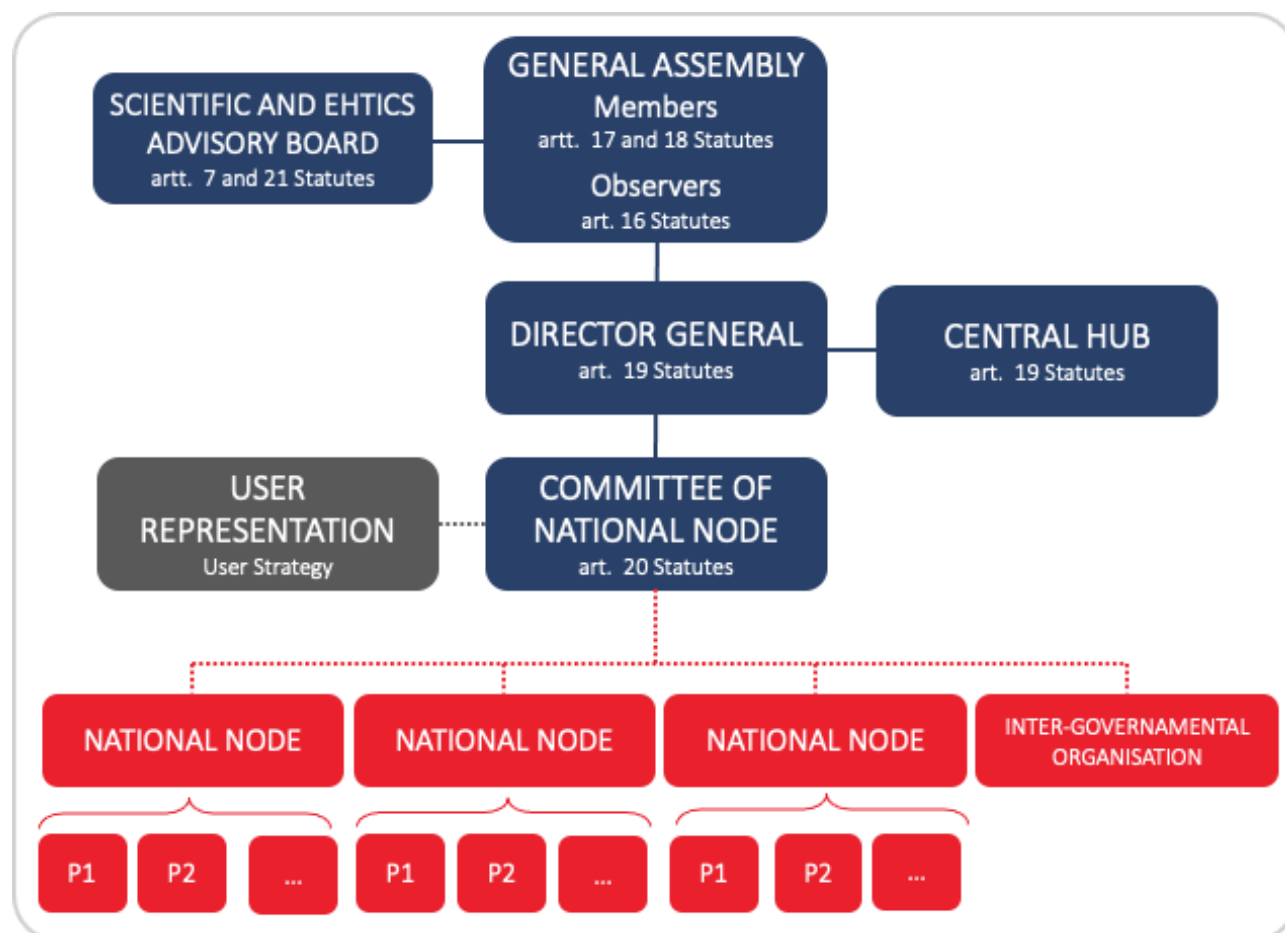 GENERAL ASSEMBLY
Members
artt. 17 and 18 Statutes
Observers
art. 16 Statutes
SCIENTIFIC AND EHTICS
ADVISORY BOARD
artt. 7 and 21 Statutes
DIRECTOR GENERAL
art. 19 Statutes
CENTRAL HUB
art. 19 Statutes
USER
REPRESENTATION
User Strategy
COMMITTEE OF
NATIONAL NODE
art. 20 Statutes
NATIONAL NODE
NATIONAL NODE
NATIONAL NODE
INTER-GOVERNAMENTAL
ORGANISATION
P1
P2
...
P1
P2
...
P1
P2
...